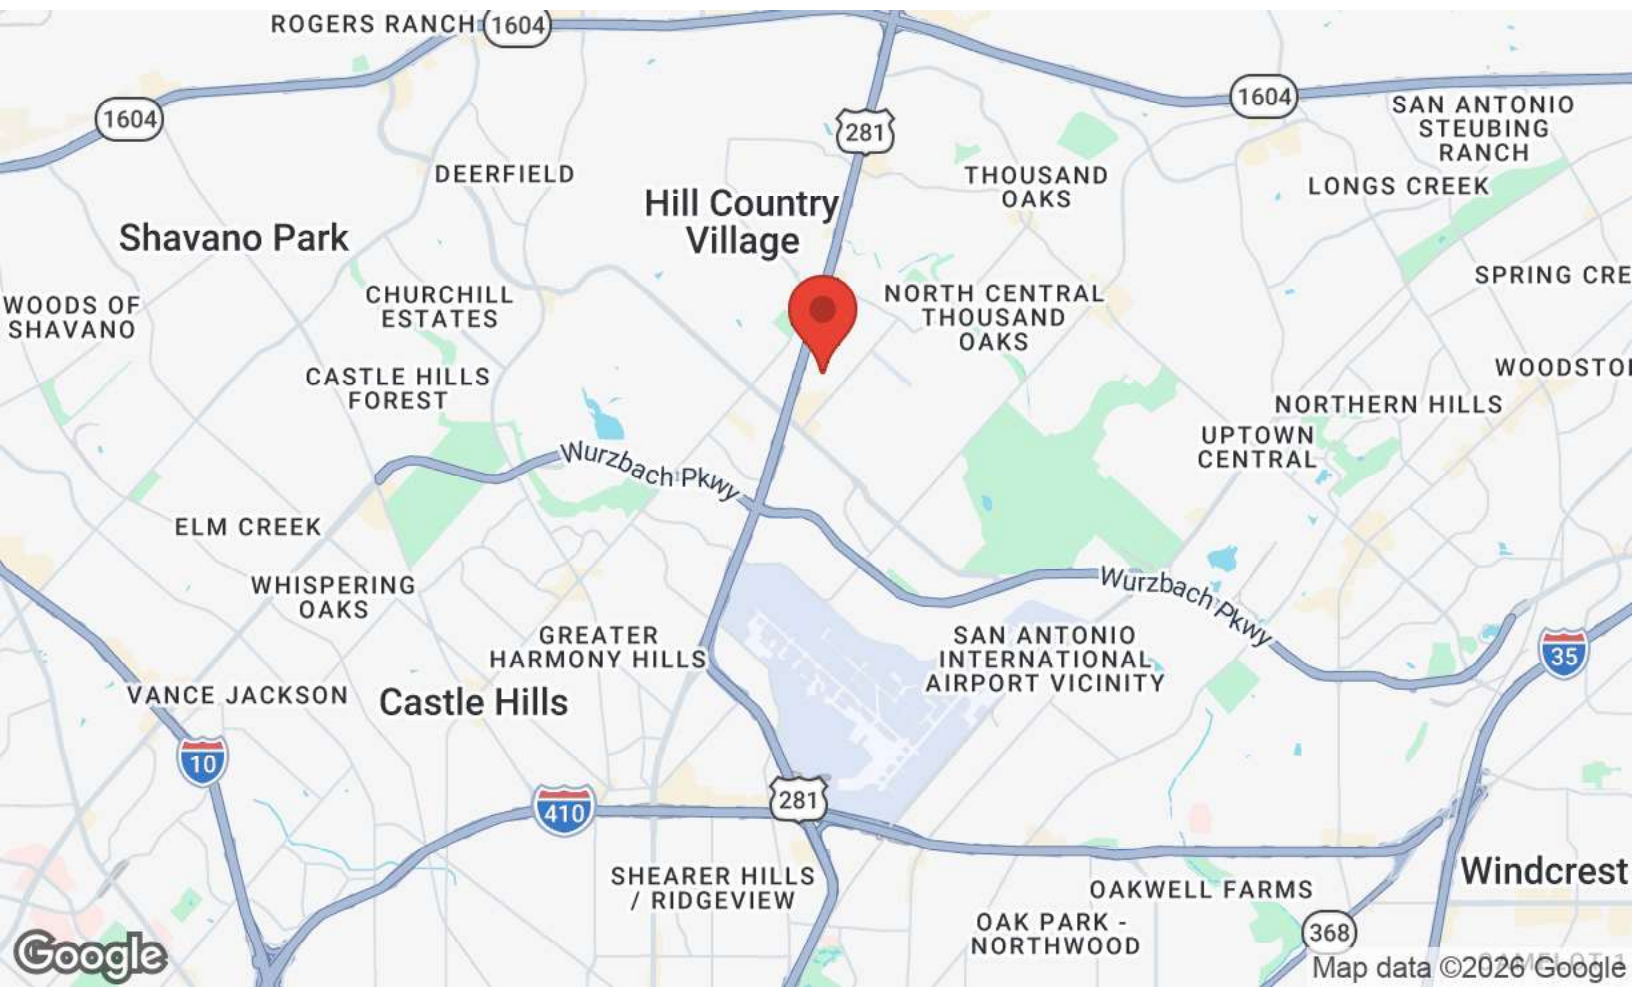 ROGERS RANCH
1604
1604
1604
281
SAN ANTONIO
STEUBING
RANCH
DEERFIELD
THOUSAND
OAKS
LONGS CREEK
Hill Country
Village
Shavano Park
SPRING CRE
WOODS OF
SHAVANO
CHURCHILL
ESTATES
NORTH CENTRAL
THOUSAND
OAKS
CASTLE HILLS
FOREST
WOODSTO
NORTHERN HILLS
UPTOWN
CENTRAL
Wurzbach Pkwy
ELM CREEK
WHISPERING
OAKS
Wurzbach Pkwy
GREATER
HARMONY HILLS
SAN ANTONIO
INTERNATIONAL
AIRPORT VICINITY
35
VANCE JACKSON
Castle Hills
10
410
281
SHEARER HILLS
/ RIDGEVIEW
Windcrest
OAKWELL FARMS
OAK PARK -
NORTHWOOD
368
Google
Map data ©2026 Google